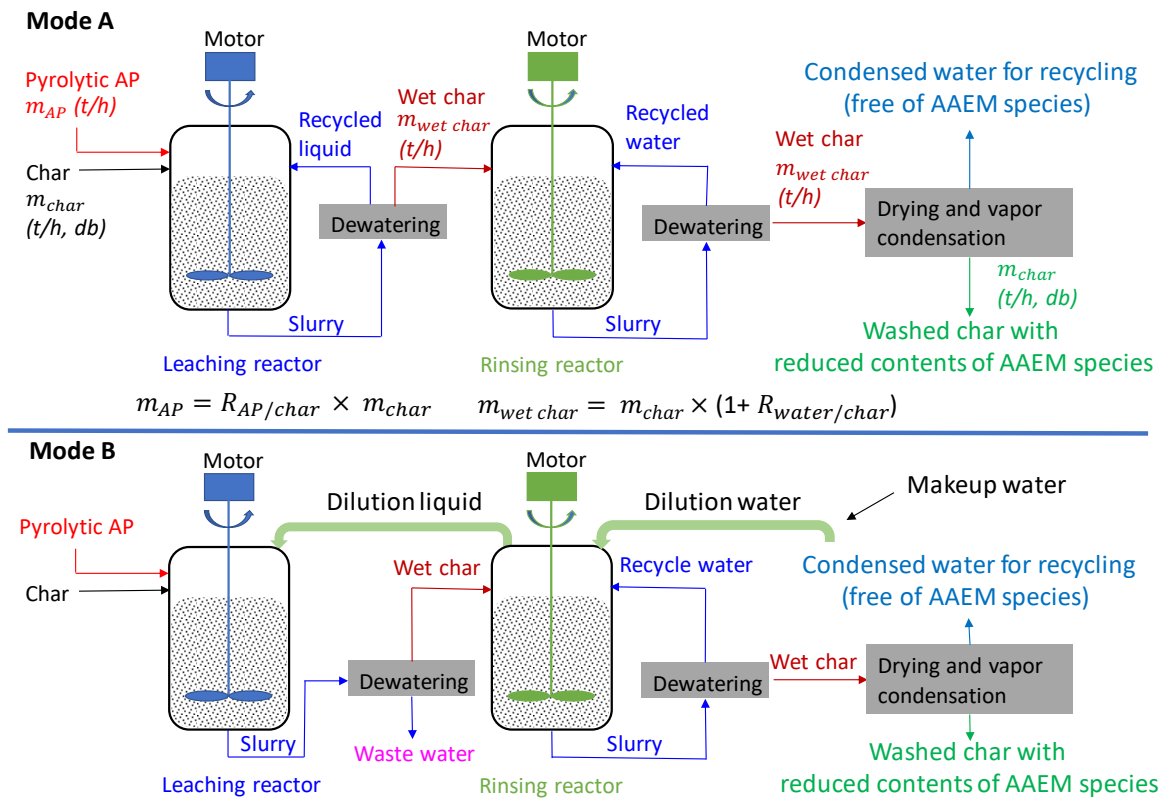 Mode A
Motor
Motor
Pyrolytic AP
m_AP (t/h)
Char
m_char
(t/h, db)
Recycled
liquid
Wet char
m_wet char
(t/h)
Dewatering
Slurry
Leaching reactor
Recycled
water
Dewatering
Slurry
Rinsing reactor
Wet char
m_wet char
(t/h)
Condensed water for recycling
(free of AAEM species)
Drying and vapor
condensation
m_char
(t/h, db)
Washed char with
reduced contents of AAEM species
m_AP = R_AP/char × m_char
m_wet char = m_char × (1+ R_water/char)
Mode B
Motor
Motor
Dilution liquid
Dilution water
Makeup water
Pyrolytic AP
Char
Wet char
Dewatering
Slurry
Waste water
Leaching reactor
Recycle water
Dewatering
Slurry
Rinsing reactor
Wet char
Condensed water for recycling
(free of AAEM species)
Drying and vapor
condensation
Washed char with
reduced contents of AAEM species